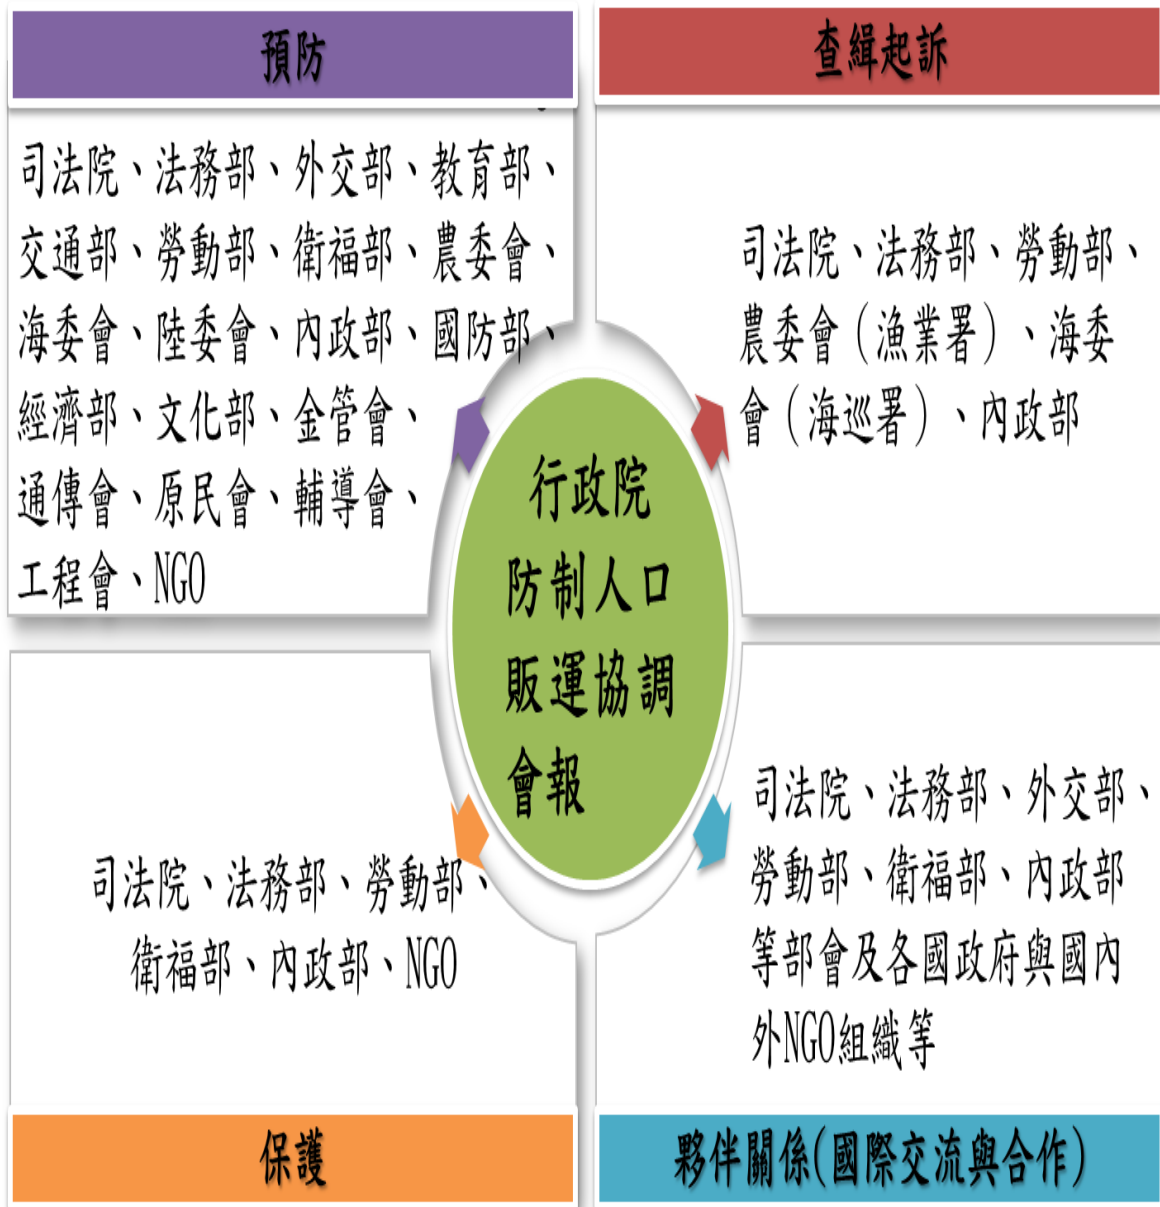 預防
司法院、法務部、外交部、教育部、
交通部、勞動部、衛福部、農委會、
海委會、陸委會、內政部、國防部、
經濟部、文化部、金管會、
通傳會、原民會、輔導會、
工程會、NGO
查緝起訴
司法院、法務部、勞動部、
農委會（漁業署）、海委
會（海巡署）、內政部
行政院
防制人口
販運協調
會報
司法院、法務部、勞動部、
衛福部、內政部、NGO
保護
司法院、法務部、外交部、
勞動部、衛福部、內政部
等部會及各國政府與國內
外NGO組織等
夥伴關係(國際交流與合作)